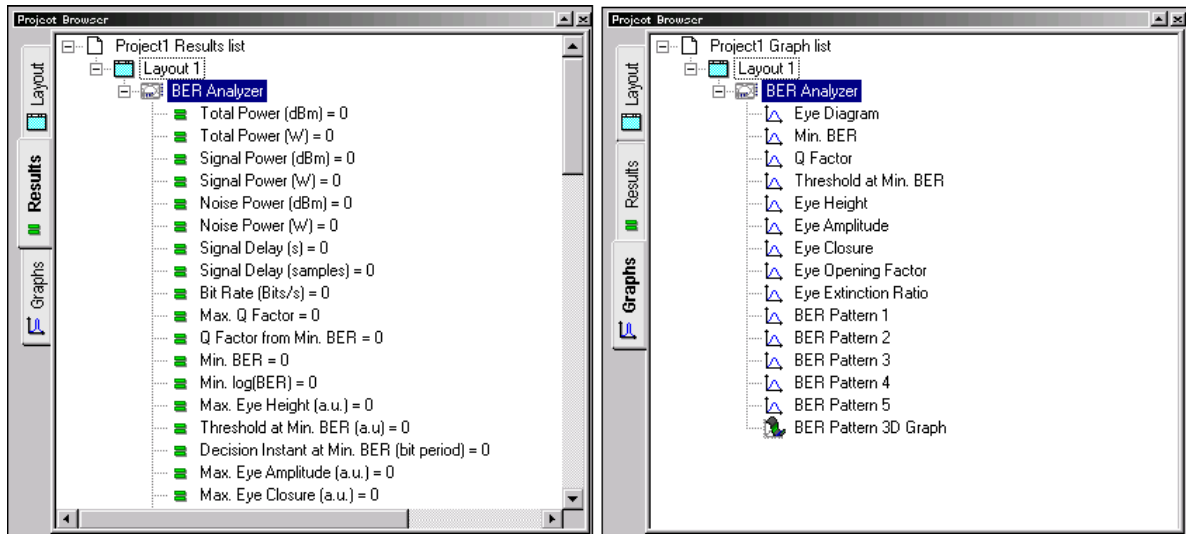 Project Browser
Layout
Results
Graphs
Project1 Results list
Layout 1
BER Analyzer
Total Power (dBm) = 0
Total Power (W) = 0
Signal Power (dBm) = 0
Signal Power (W) = 0
Noise Power (dBm) = 0
Noise Power (W) = 0
Signal Delay (s) = 0
Signal Delay (samples) = 0
Bit Rate (Bits/s) = 0
Max. Q Factor = 0
Q Factor from Min. BER = 0
Min. BER = 0
Min. log(BER) = 0
Max. Eye Height (a.u.) = 0
Threshold at Min. BER (a.u) = 0
Decision Instant at Min. BER (bit period) = 0
Max. Eye Amplitude (a.u.) = 0
Max. Eye Closure (a.u.) = 0
Project Browser
Layout
Results
Graphs
Project1 Graph list
Layout 1
BER Analyzer
Eye Diagram
Min. BER
Q Factor
Threshold at Min. BER
Eye Height
Eye Amplitude
Eye Closure
Eye Opening Factor
Eye Extinction Ratio
BER Pattern 1
BER Pattern 2
BER Pattern 3
BER Pattern 4
BER Pattern 5
BER Pattern 3D Graph